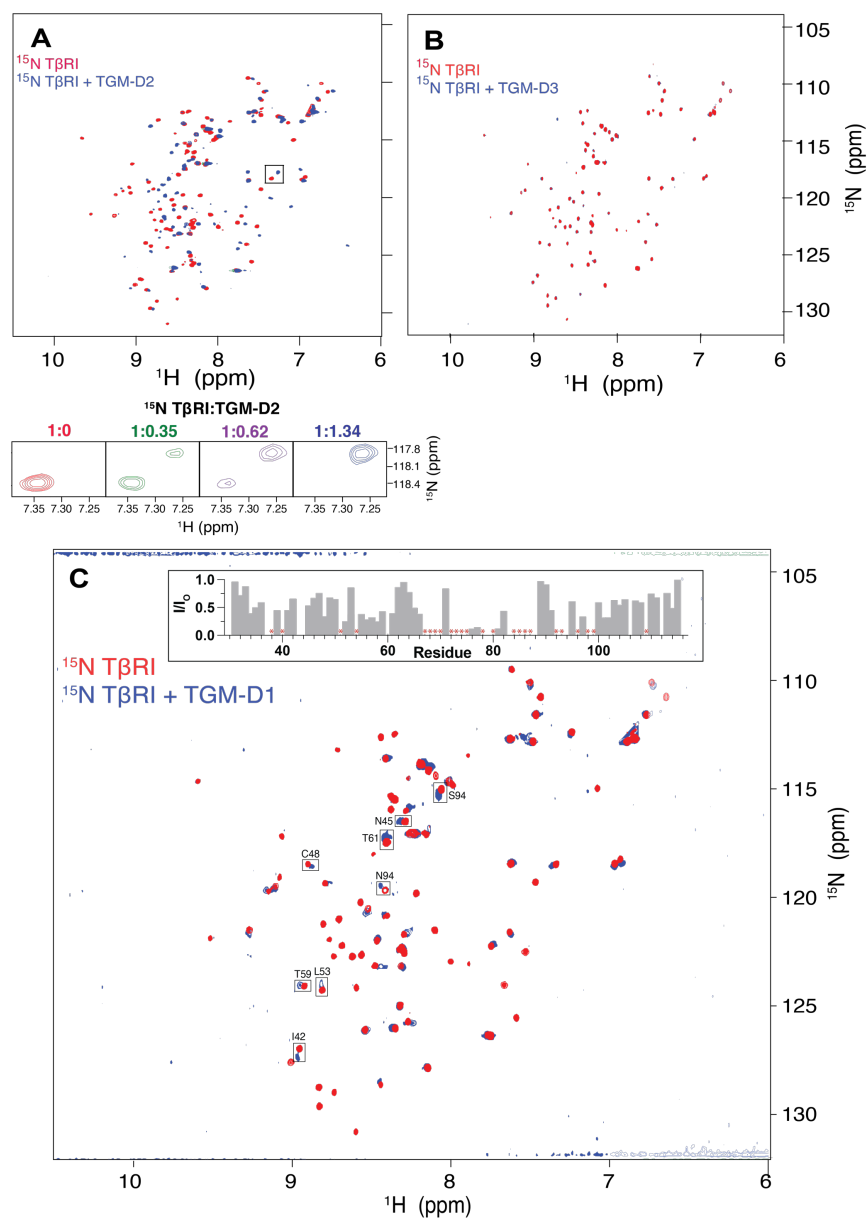 A
¹⁵N TβRI
¹⁵N TβRI + TGM-D2
10 9 8 7 6
¹H (ppm)
B
¹⁵N TβRI
¹⁵N TβRI + TGM-D3
105
110
115
120
125
130
¹⁵N (ppm)
10 9 8 7 6
¹H (ppm)
¹⁵N TβRI:TGM-D2
1:0 1:0.35 1:0.62 1:1.34
117.8
118.1
118.4
¹⁵N (ppm)
7.35 7.30 7.25 7.35 7.30 7.25 7.35 7.30 7.25 7.35 7.30 7.25
¹H (ppm)
C
I/I₀
1.0
0.5
0.0
40 60 80 100
Residue
¹⁵N TβRI
¹⁵N TβRI + TGM-D1
S94
N45
T61
C48
N94
T59
L53
I42
105
110
115
120
125
130
¹⁵N (ppm)
10 9 8 7 6
¹H (ppm)